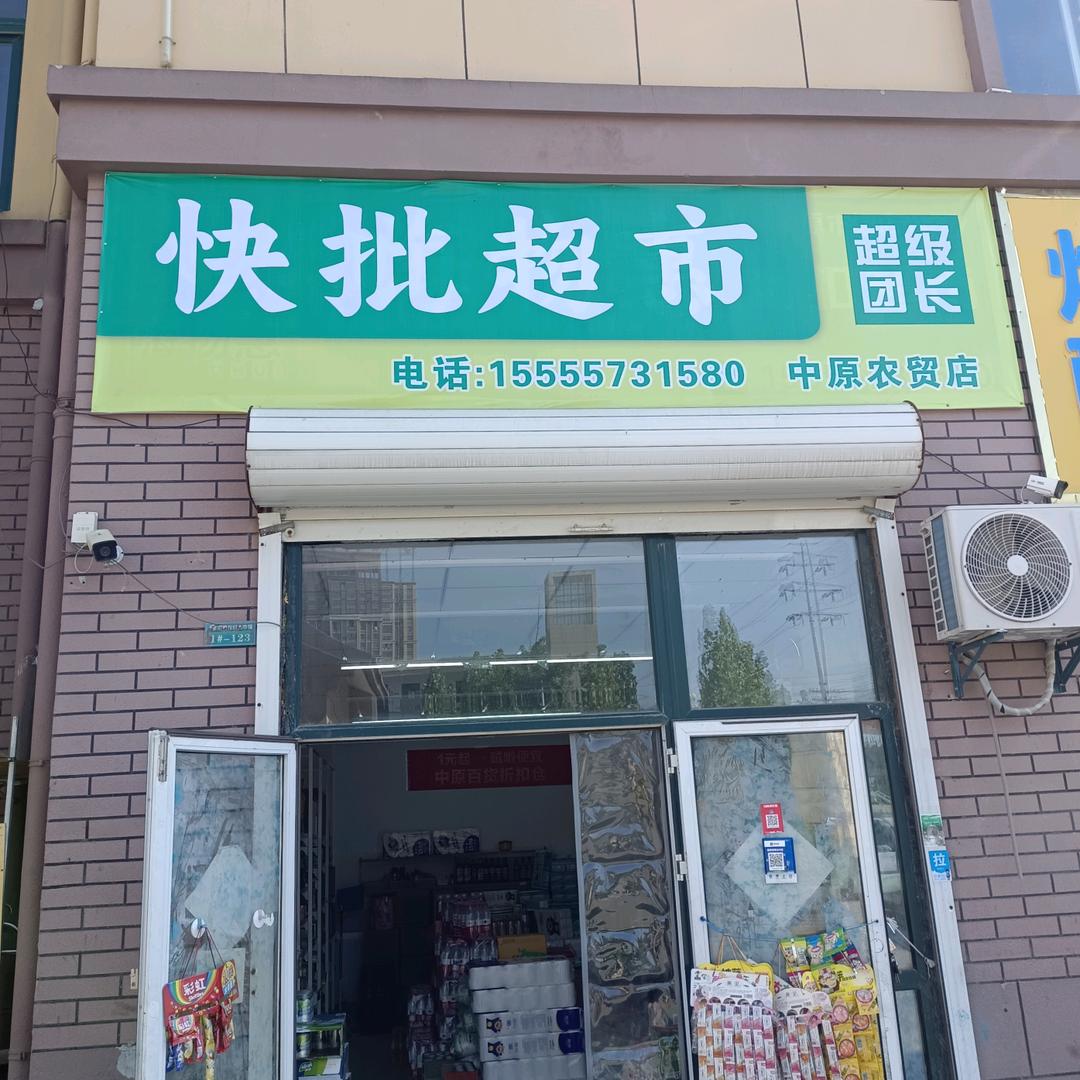 快批超市
超级
团长
电话:15555731580 中原农贸店
1#-123
中原百货折扣仓
拉
彩虹